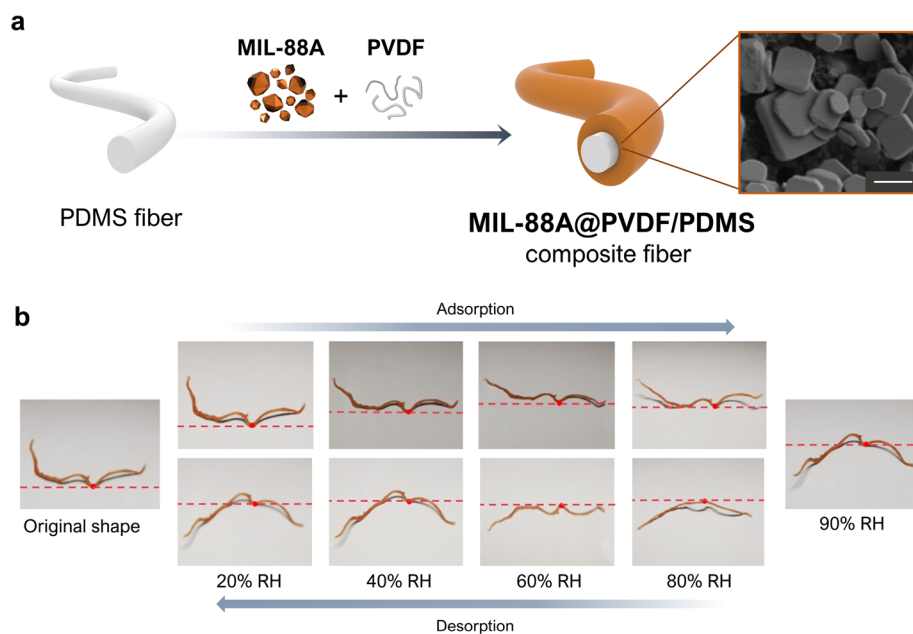 a
MIL-88A
PVDF
+
PDMS fiber
MIL-88A@PVDF/PDMS
composite fiber
b
Adsorption
Original shape
90% RH
20% RH
40% RH
60% RH
80% RH
Desorption